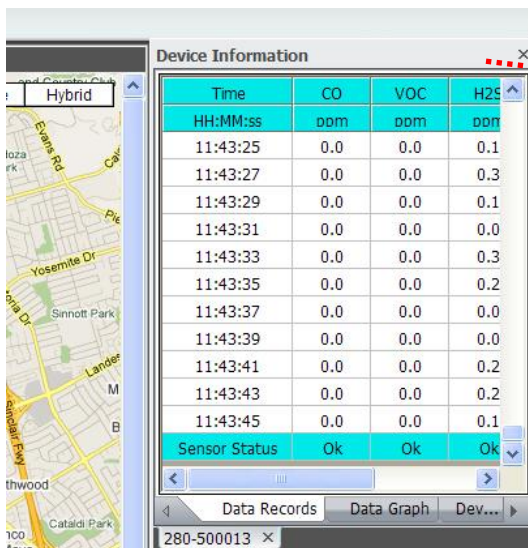 Device Information
and Country Club
Hybrid
Evans Rd
Yosemite Dr
Sinnott Park
Sinclair Fwy
Cataldi Park
Time CO VOC H2S
HH:MM:ss ppm ppm ppm
11:43:25 0.0 0.0 0.1
11:43:27 0.0 0.0 0.3
11:43:29 0.0 0.0 0.1
11:43:31 0.0 0.0 0.0
11:43:33 0.0 0.0 0.3
11:43:35 0.0 0.0 0.2
11:43:37 0.0 0.0 0.0
11:43:39 0.0 0.0 0.0
11:43:41 0.0 0.0 0.2
11:43:43 0.0 0.0 0.2
11:43:45 0.0 0.0 0.1
Sensor Status Ok Ok Ok
Data Records Data Graph Dev...
280-500013